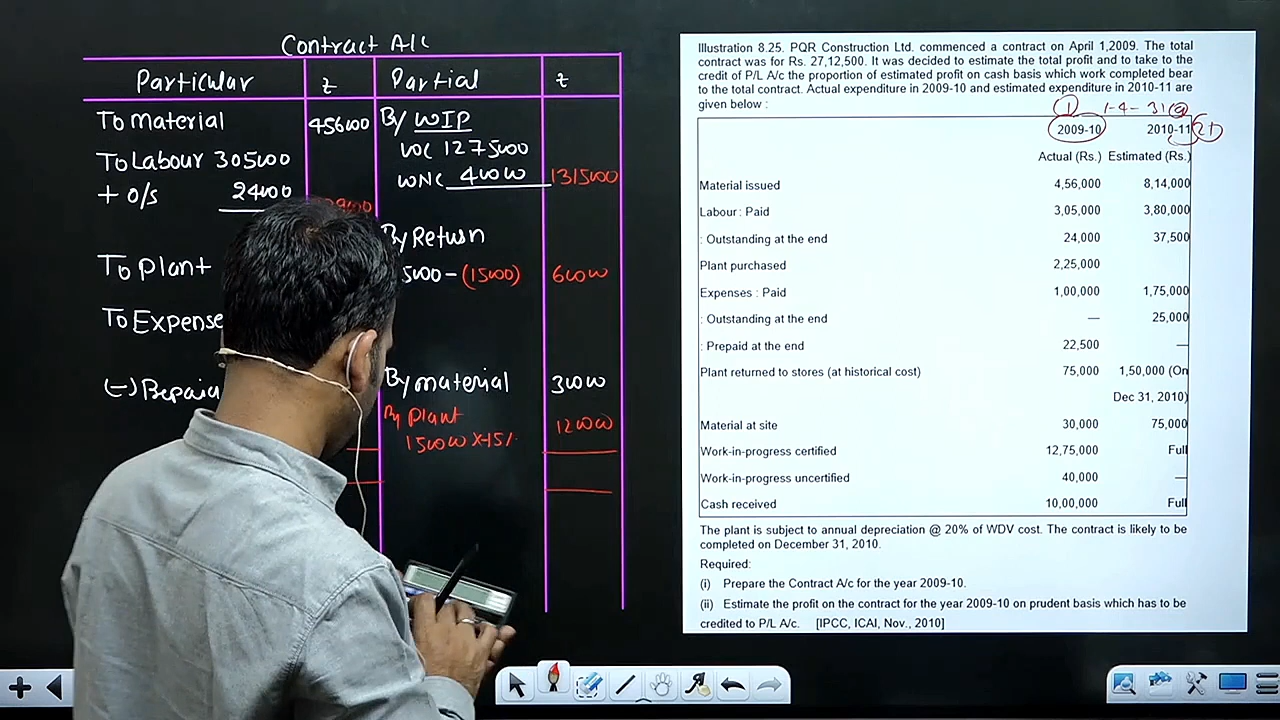 Contract A/c
Particular ₹ Partial ₹
To Material 456000 By WIP
WC 1275000
To Labour 305000
WNC 40000 1315000
+ o/s 24000
By Return
To Plant 5000-(15000) 60000
To Expense
(-) By material 30000
By Plant 120000
Illustration 8.25. PQR Construction Ltd. commenced a contract on April 1,2009. The total
contract was for Rs. 27,12,500. It was decided to estimate the total profit and to take to the
credit of P/L A/c the proportion of estimated profit on cash basis which work completed bear
to the total contract. Actual expenditure in 2009-10 and estimated expenditure in 2010-11 are
given below :
2009-10 2010-11
Actual (Rs.) Estimated (Rs.)
Material issued 4,56,000 8,14,000
Labour : Paid 3,05,000 3,80,000
: Outstanding at the end 24,000 37,500
Plant purchased 2,25,000
Expenses : Paid 1,00,000 1,75,000
: Outstanding at the end — 25,000
: Prepaid at the end 22,500 —
Plant returned to stores (at historical cost) 75,000 1,50,000 (On
Dec 31, 2010)
Material at site 30,000 75,000
Work-in-progress certified 12,75,000 Full
Work-in-progress uncertified 40,000 —
Cash received 10,00,000 Full
The plant is subject to annual depreciation @ 20% of WDV cost. The contract is likely to be
completed on December 31, 2010.
Required:
(i) Prepare the Contract A/c for the year 2009-10.
(ii) Estimate the profit on the contract for the year 2009-10 on prudent basis which has to be
credited to P/L A/c. [IPCC, ICAI, Nov., 2010]